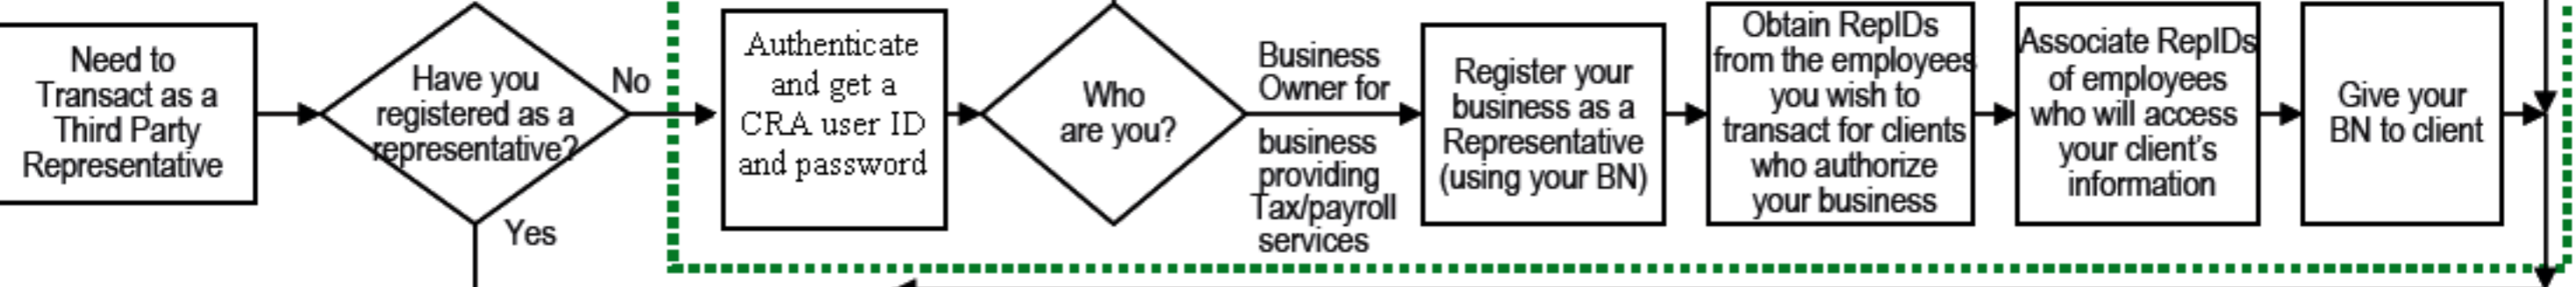 Need to
Transact as a
Third Party
Representative
Have you
registered as a
representative?
No
Yes
Authenticate
and get a
CRA user ID
and password
Who
are you?
Business
Owner for
business
providing
Tax/payroll
services
Register your
business as a
Representative
(using your BN)
Obtain RepIDs
from the employees
you wish to
transact for clients
who authorize
your business
Associate RepIDs
of employees
who will access
your client's
information
Give your
BN to client